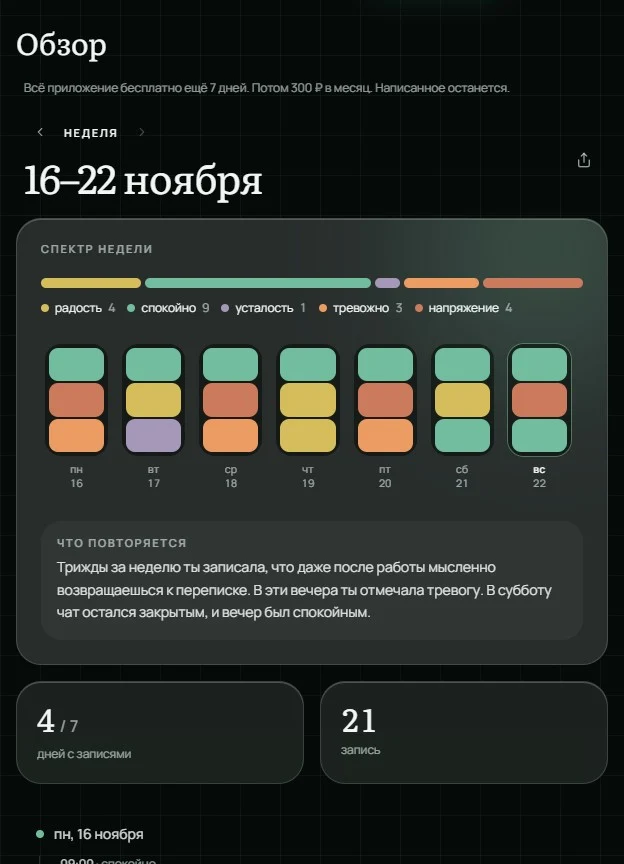 Обзор
Всё приложение бесплатно ещё 7 дней. Потом 300 ₽ в месяц. Написанное останется.
НЕДЕЛЯ
16–22 ноября
СПЕКТР НЕДЕЛИ
радость 4 спокойно 9 усталость 1 тревожно 3 напряжение 4
пн вт ср чт пт сб вс
16 17 18 19 20 21 22
ЧТО ПОВТОРЯЕТСЯ
Трижды за неделю ты записала, что даже после работы мысленно
возвращаешься к переписке. В эти вечера ты отмечала тревогу. В субботу
чат остался закрытым, и вечер был спокойным.
4 / 7
дней с записями
21
запись
пн, 16 ноября
09:00 · спокойно